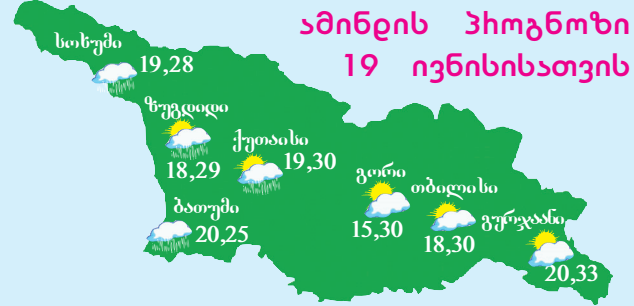 ამინდის პროგნოზი
19 ივნისისათვის
სოხუმი
19,28
ზუგდიდი
18,29
ქუთაისი
19,30
გორი
15,30
თბილისი
18,30
ბათუმი
20,25
გურჯაანი
20,33